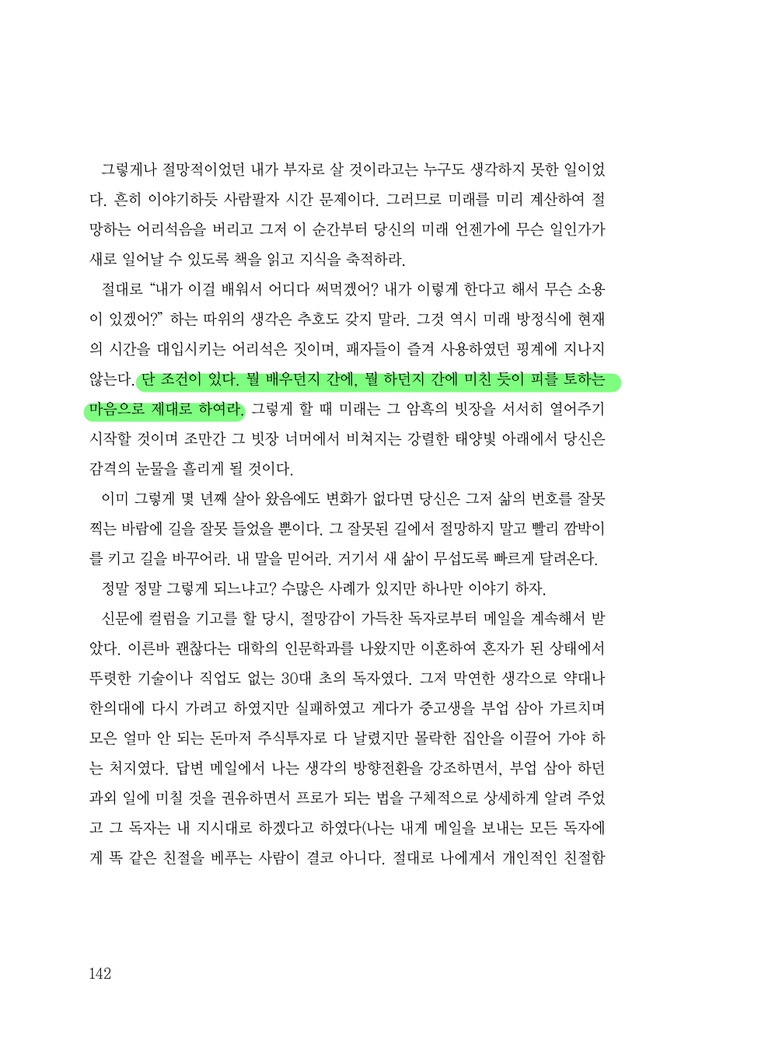 그렇게나 절망적이었던 내가 부자로 살 것이라고는 누구도 생각하지 못한 일이었
다. 흔히 이야기하듯 사람팔자 시간 문제이다. 그러므로 미래를 미리 계산하여 절
망하는 어리석음을 버리고 그저 이 순간부터 당신의 미래 언젠가에 무슨 일인가가
새로 일어날 수 있도록 책을 읽고 지식을 축적하라.
절대로 “내가 이걸 배워서 어디다 써먹겠어? 내가 이렇게 한다고 해서 무슨 소용
이 있겠어?” 하는 따위의 생각은 추호도 갖지 말라. 그것 역시 미래 방정식에 현재
의 시간을 대입시키는 어리석은 짓이며, 패자들이 즐겨 사용하였던 핑계에 지나지
않는다. 단 조건이 있다. 뭘 배우던지 간에, 뭘 하던지 간에 미친 듯이 피를 토하는
마음으로 제대로 하여라. 그렇게 할 때 미래는 그 암흑의 빗장을 서서히 열어주기
시작할 것이며 조만간 그 빗장 너머에서 비쳐지는 강렬한 태양빛 아래에서 당신은
감격의 눈물을 흘리게 될 것이다.
이미 그렇게 몇 년째 살아 왔음에도 변화가 없다면 당신은 그저 삶의 번호를 잘못
찍는 바람에 길을 잘못 들었을 뿐이다. 그 잘못된 길에서 절망하지 말고 빨리 깜박이
를 키고 길을 바꾸어라. 내 말을 믿어라. 거기서 새 삶이 무섭도록 빠르게 달려온다.
정말 정말 그렇게 되느냐고? 수많은 사례가 있지만 하나만 이야기 하자.
신문에 컬럼을 기고를 할 당시, 절망감이 가득찬 독자로부터 메일을 계속해서 받
았다. 이른바 괜찮다는 대학의 인문학과를 나왔지만 이혼하여 혼자가 된 상태에서
뚜렷한 기술이나 직업도 없는 30대 초의 독자였다. 그저 막연한 생각으로 약대나
한의대에 다시 가려고 하였지만 실패하였고 게다가 중고생을 부업 삼아 가르치며
모은 얼마 안 되는 돈마저 주식투자로 다 날렸지만 몰락한 집안을 이끌어 가야 하
는 처지였다. 답변 메일에서 나는 생각의 방향전환을 강조하면서, 부업 삼아 하던
과외 일에 미칠 것을 권유하면서 프로가 되는 법을 구체적으로 상세하게 알려 주었
고 그 독자는 내 지시대로 하겠다고 하였다(나는 내게 메일을 보내는 모든 독자에
게 똑 같은 친절을 베푸는 사람이 결코 아니다. 절대로 나에게서 개인적인 친절함
142